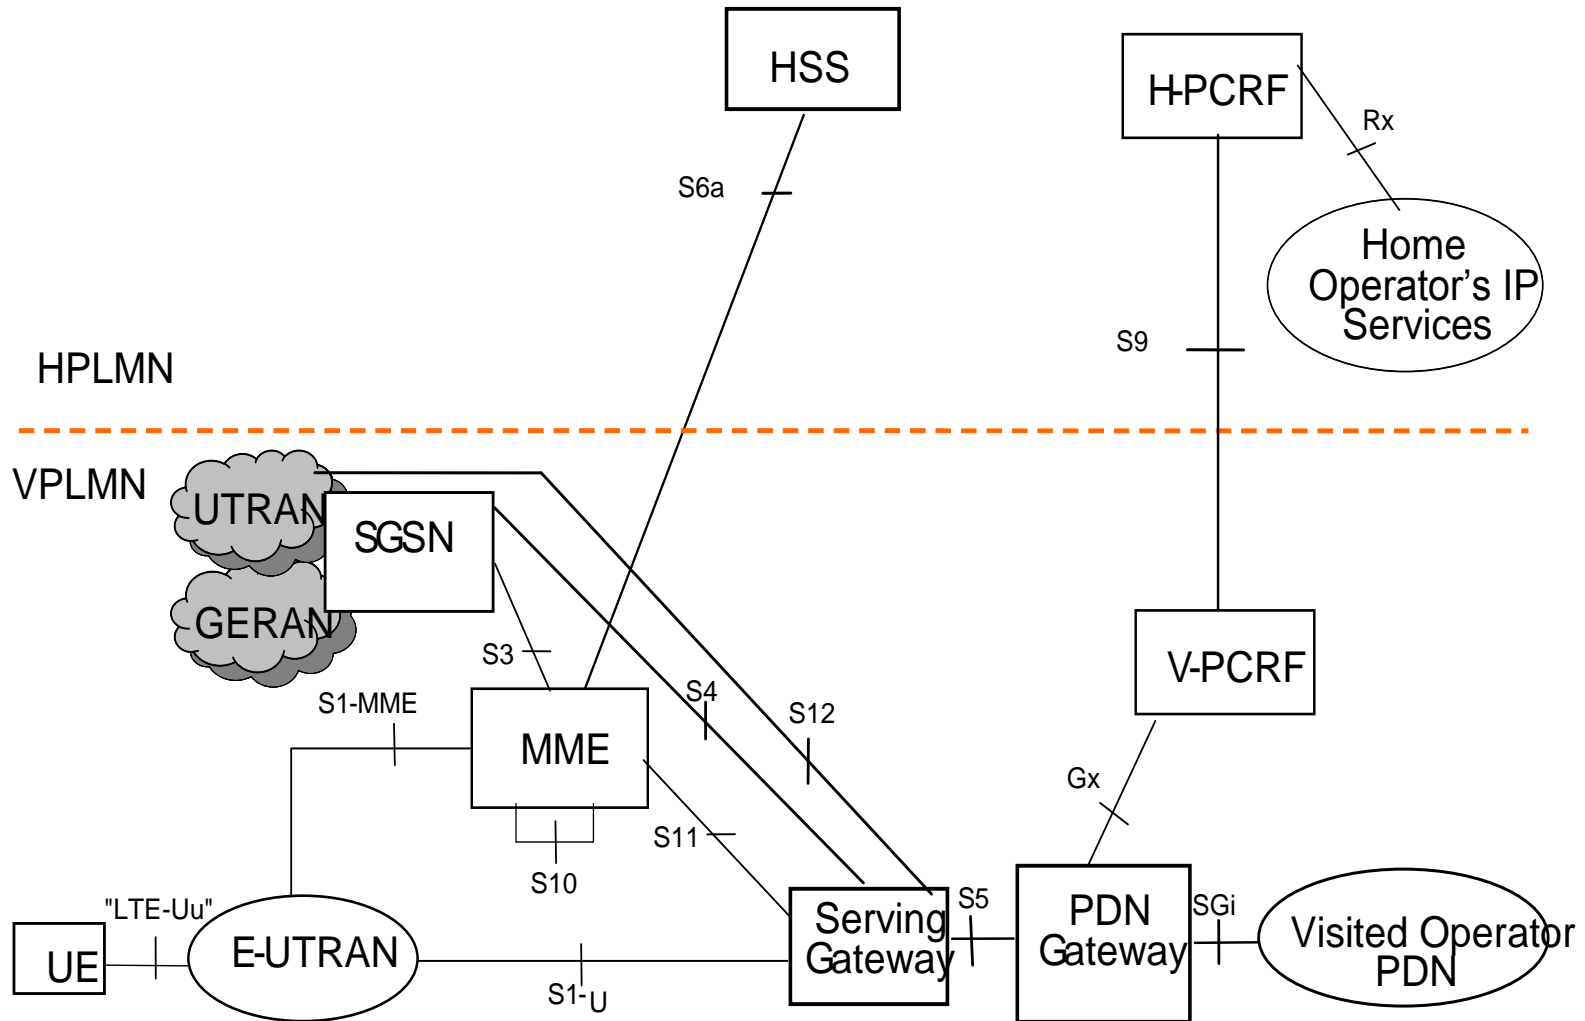 HSS
H-PCRF
Rx
S6a
Home
Operator's IP
Services
S9
HPLMN
VPLMN
UTRAN
SGSN
GERAN
S3
V-PCRF
S1-MME
S4
S12
MME
Gx
S11
S10
"LTE-Uu"
S5
SGi
Serving
Gateway
PDN
Gateway
Visited Operator
PDN
UE
E-UTRAN
S1-U